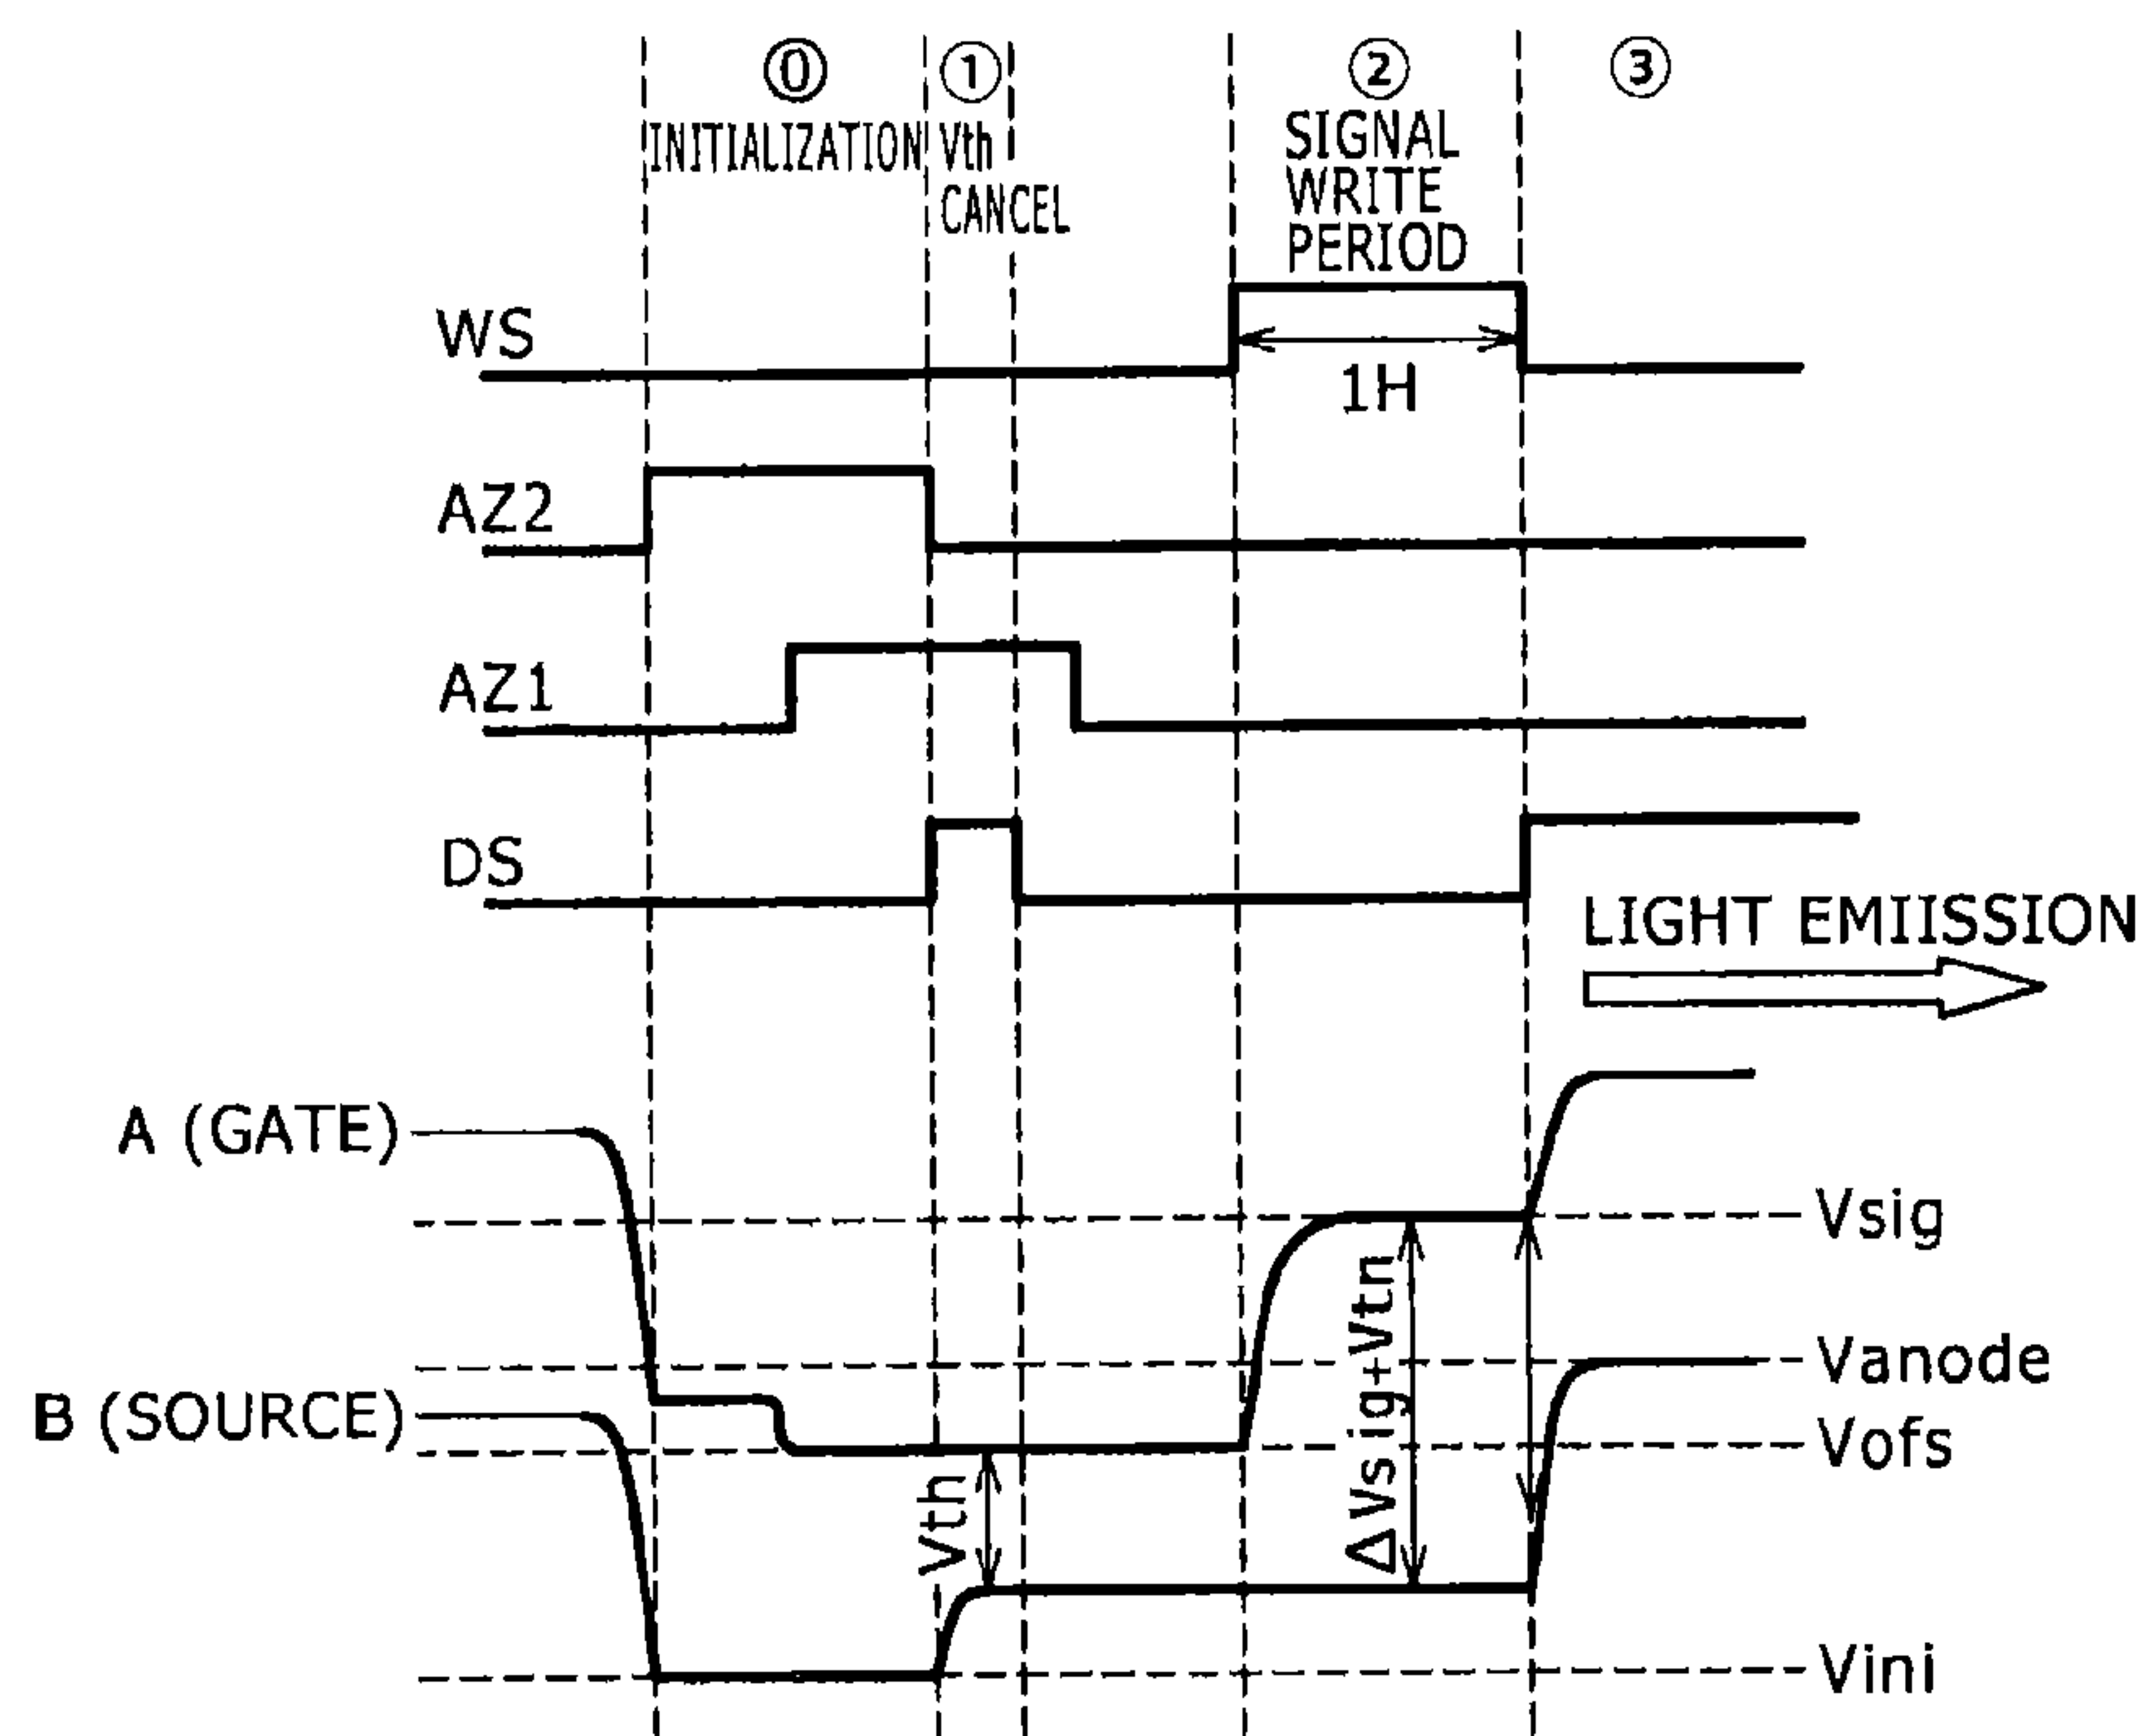 ⓪ ① ② ③
INITIALIZATION Vth
CANCEL
SIGNAL
WRITE
PERIOD
WS
1H
AZ2
AZ1
DS
LIGHT EMIISSION
A (GATE)
Vsig
Vanode
B (SOURCE)
Vofs
Vth
ΔVsig+Vtn
Vini